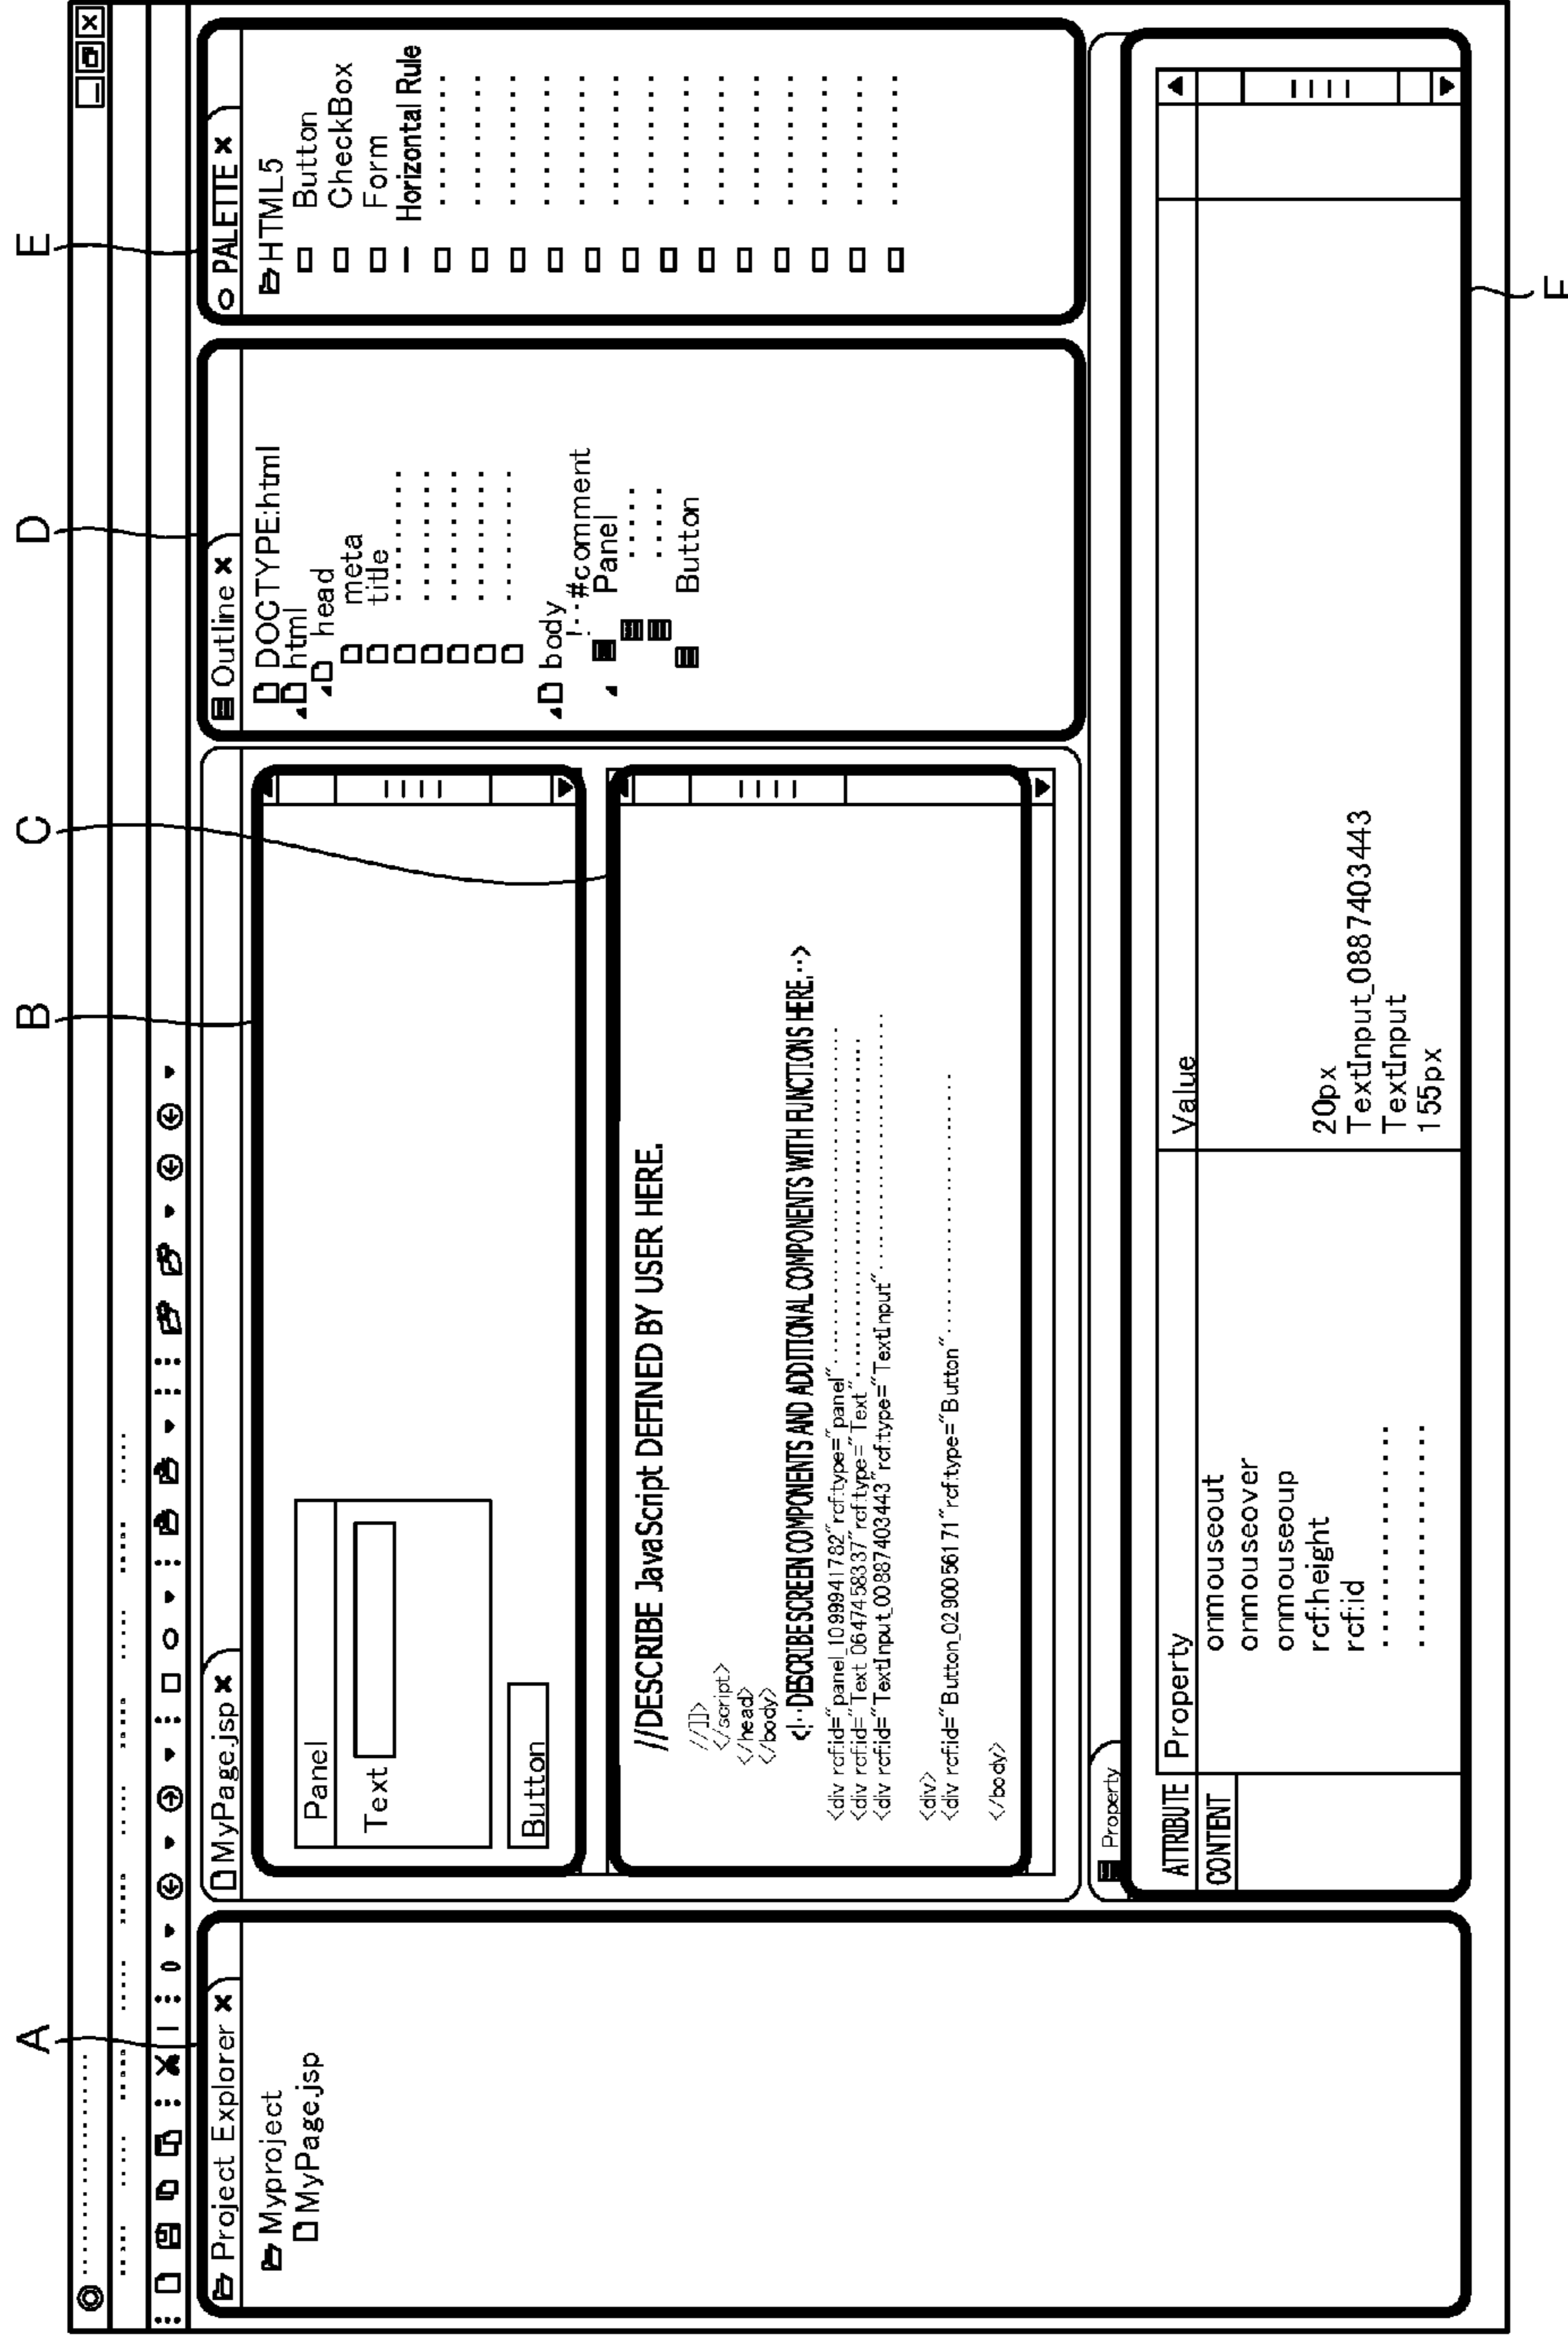 A
B
C
D
E
Project Explorer
Myproject
MyPage.jsp
MyPage.jsp
Panel
Text
Button
//DESCRIBE JavaScript DEFINED BY USER HERE.
//]]>
</script>
</head>
</body>
<!--DESCRIBE SCREEN COMPONENTS AND ADDITIONAL COMPONENTS WITH FUNCTIONS HERE.-->
<div rcf:id="panel_1099941782"rcf:type="panel"
<div rcf:id="Text_0647458337"rcf:type="Text"
<div rcf:id="TextInput_00887403443"rcf:type="TextInput"
<div>
<div rcf:id="Button_0290056171"rcf:type="Button"
</body>
Outline
DOCTYPE:html
html
head
meta
title
body
#comment
Panel
Button
PALETTE
HTML5
Button
CheckBox
Form
Horizontal Rule
Property
ATTRIBUTE
CONTENT
Property Value
onmouseout
onmouseover
onmouseup
rcf:height 20px
rcf:id TextInput_0887403443
TextInput
155px